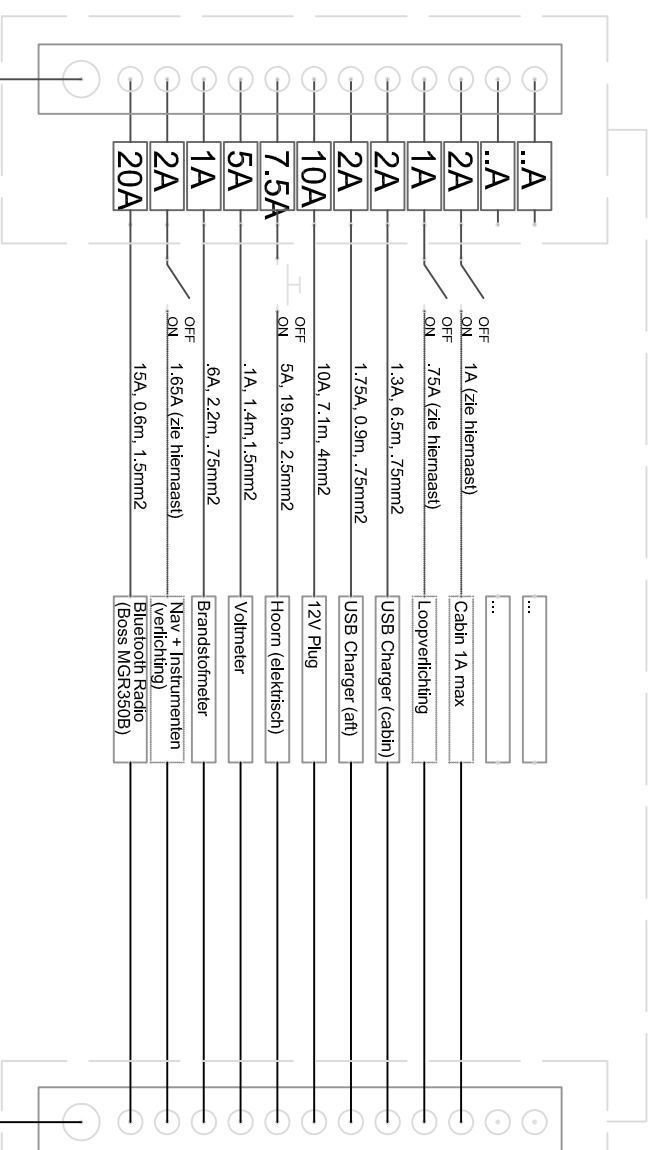 20A
2A
1A
5A
7.5A
10A
2A
2A
1A
2A
..A
..A
OFF
ON
OFF
ON
OFF
ON
OFF
ON
15A, 0.6m, 1.5mm2
1.65A (zie hiernaast)
.6A, 2.2m, .75mm2
.1A, 1.4m,1.5mm2
5A, 19.6m, 2.5mm2
10A, 7.1m, 4mm2
1.75A, 0.9m, .75mm2
1.3A, 6.5m, .75mm2
.75A (zie hiernaast)
1A (zie hiernaast)
Bluetooth Radio
(Boss MGR350B)
Nav + Instrumenten
(verlichting)
Brandstofmeter
Voltmeter
Hoorn (elektrisch)
12V Plug
USB Charger (aft)
USB Charger (cabin)
Loopverlichting
Cabin 1A max
...
...